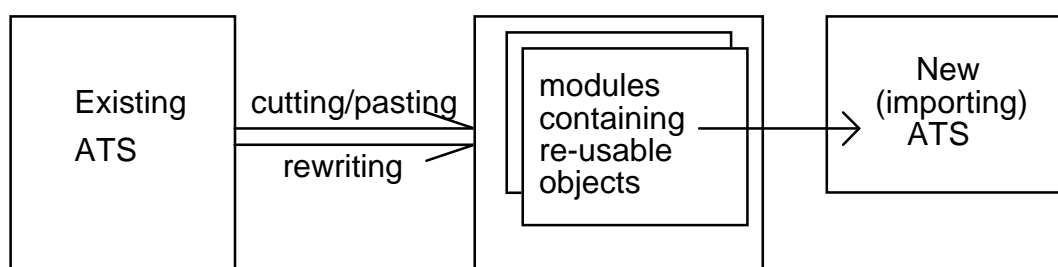 Existing
ATS
cutting/pasting
rewriting
modules
containing
re-usable
objects
New
(importing)
ATS